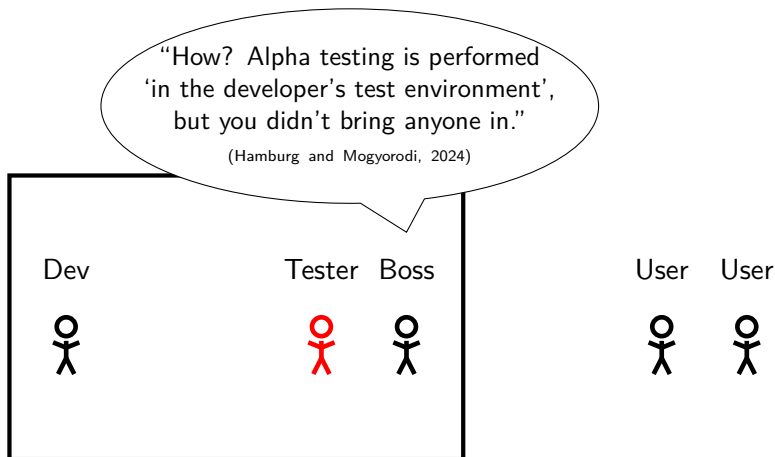 “How? Alpha testing is performed
‘in the developer’s test environment’,
but you didn’t bring anyone in.”
(Hamburg and Mogyorodi, 2024)
Dev Tester Boss User User